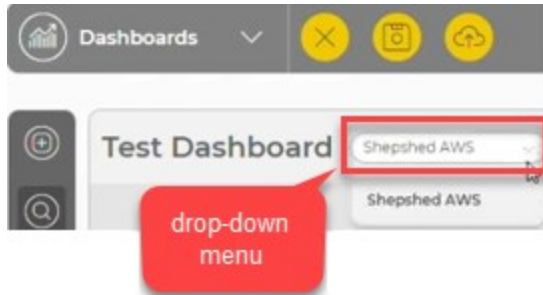 Dashboards
Test Dashboard
Shepshed AWS
Shepshed AWS
drop-down
menu